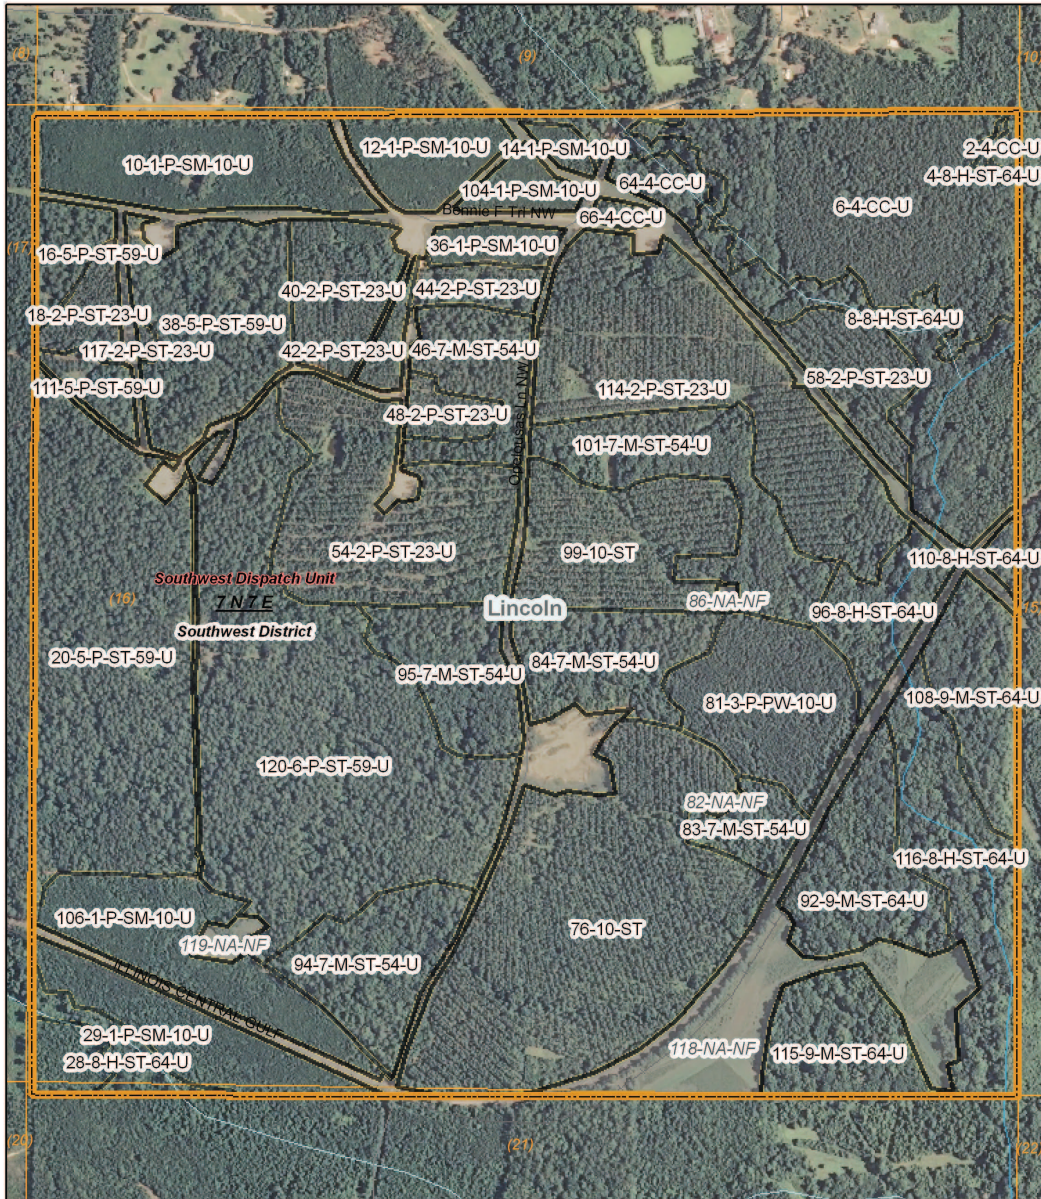 (8)
(9)
(10)
10-1-P-SM-10-U
12-1-P-SM-10-U
14-1-P-SM-10-U
2-4-CC-U
4-8-H-ST-64-U
64-4-CC-U
104-1-P-SM-10-U
6-4-CC-U
Bennie F Trl NW
66-4-CC-U
(17)
16-5-P-ST-59-U
36-1-P-SM-10-U
40-2-P-ST-23-U
44-2-P-ST-23-U
18-2-P-ST-23-U
38-5-P-ST-59-U
8-8-H-ST-64-U
117-2-P-ST-23-U
42-2-P-ST-23-U
46-7-M-ST-54-U
111-5-P-ST-59-U
114-2-P-ST-23-U
58-2-P-ST-23-U
48-2-P-ST-23-U
101-7-M-ST-54-U
54-2-P-ST-23-U
99-10-ST
110-8-H-ST-64-U
Southwest Dispatch Unit
(16)
7 N 7 E
Lincoln
86-NA-NF
96-8-H-ST-64-U
(15)
Southwest District
20-5-P-ST-59-U
95-7-M-ST-54-U
84-7-M-ST-54-U
81-3-P-PW-10-U
108-9-M-ST-64-U
120-6-P-ST-59-U
82-NA-NF
83-7-M-ST-54-U
116-8-H-ST-64-U
92-9-M-ST-64-U
106-1-P-SM-10-U
119-NA-NF
76-10-ST
94-7-M-ST-54-U
ILLINOIS CENTRAL GULF
29-1-P-SM-10-U
28-8-H-ST-64-U
118-NA-NF
115-9-M-ST-64-U
(20)
(21)
(22)